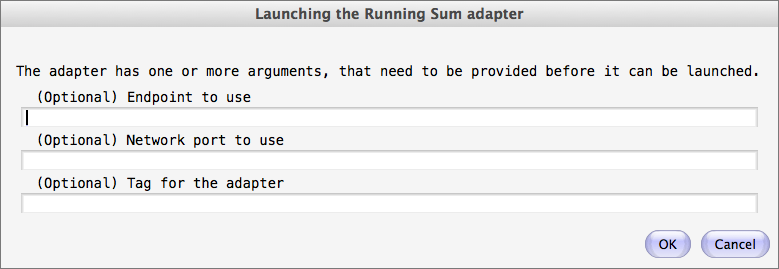 Launching the Running Sum adapter
The adapter has one or more arguments, that need to be provided before it can be launched.
(Optional) Endpoint to use
(Optional) Network port to use
(Optional) Tag for the adapter
OK Cancel